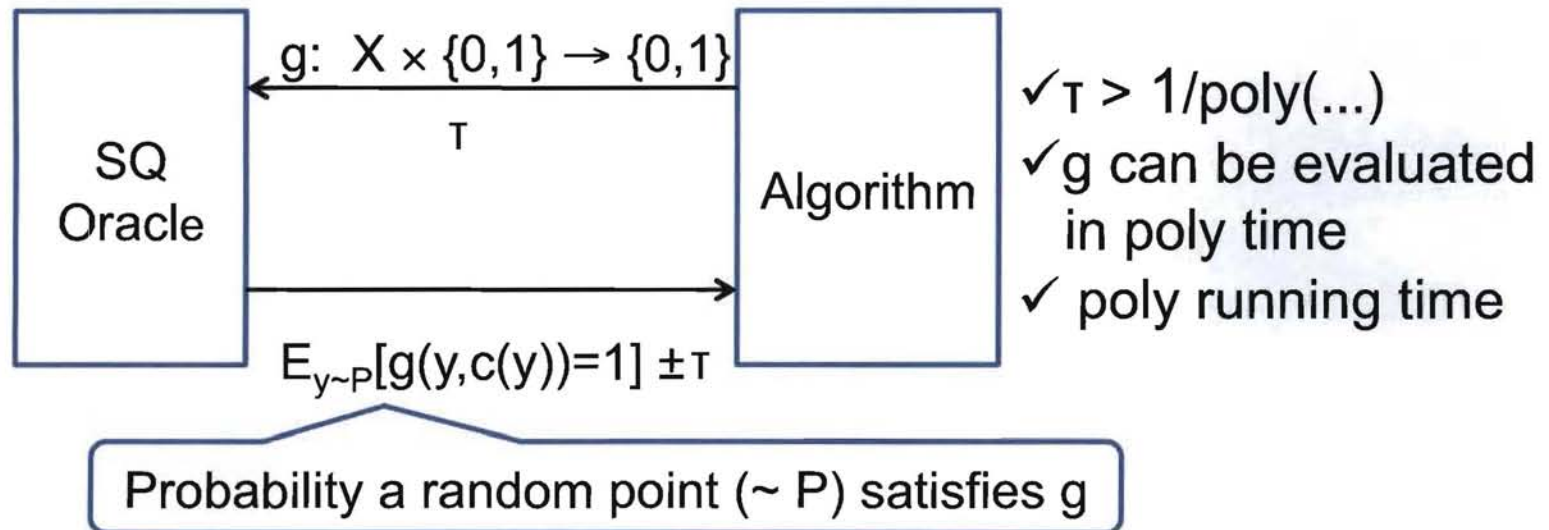 g: X × {0,1} → {0,1}
τ
SQ
Oracle
Algorithm
✓τ > 1/poly(...)
✓g can be evaluated
in poly time
✓ poly running time
E_{y~P}[g(y,c(y))=1] ±τ
Probability a random point (~ P) satisfies g